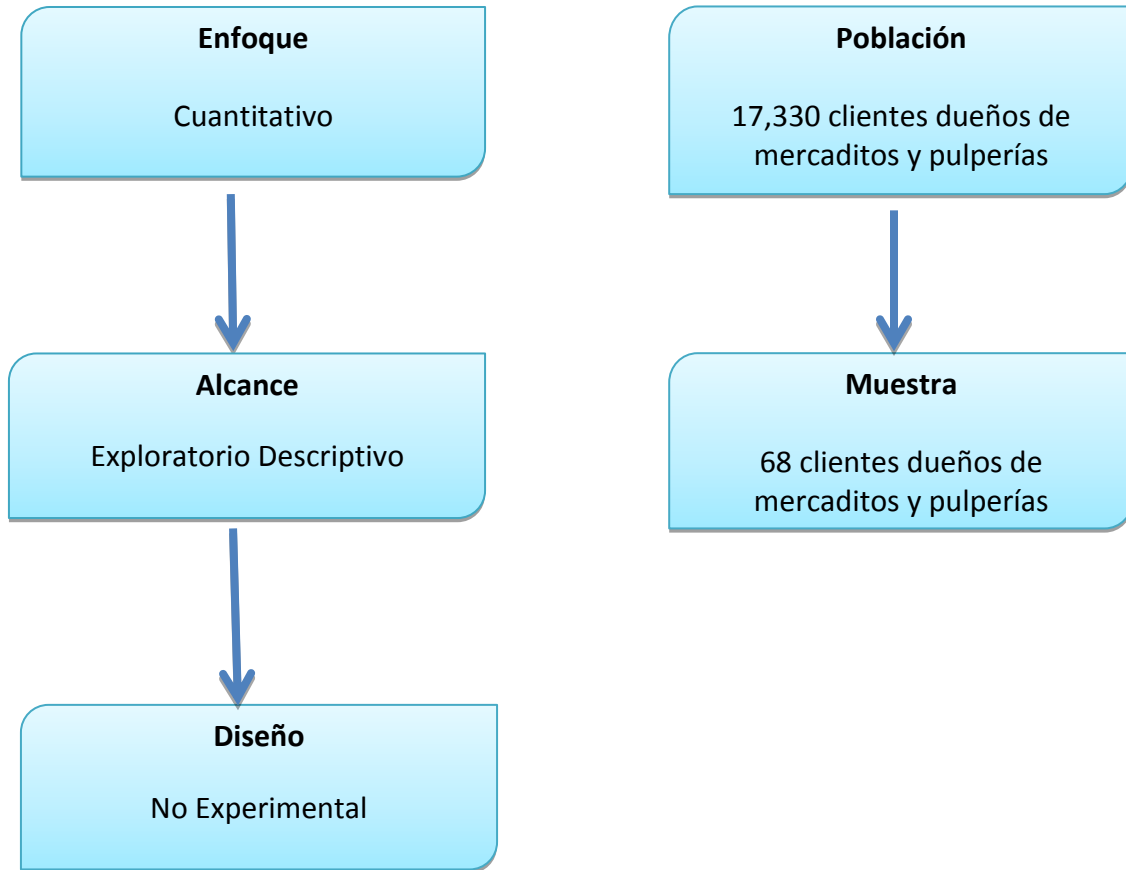 Enfoque
Cuantitativo
Alcance
Exploratorio Descriptivo
Diseño
No Experimental
Población
17,330 clientes dueños de
mercaditos y pulperías
Muestra
68 clientes dueños de
mercaditos y pulperías